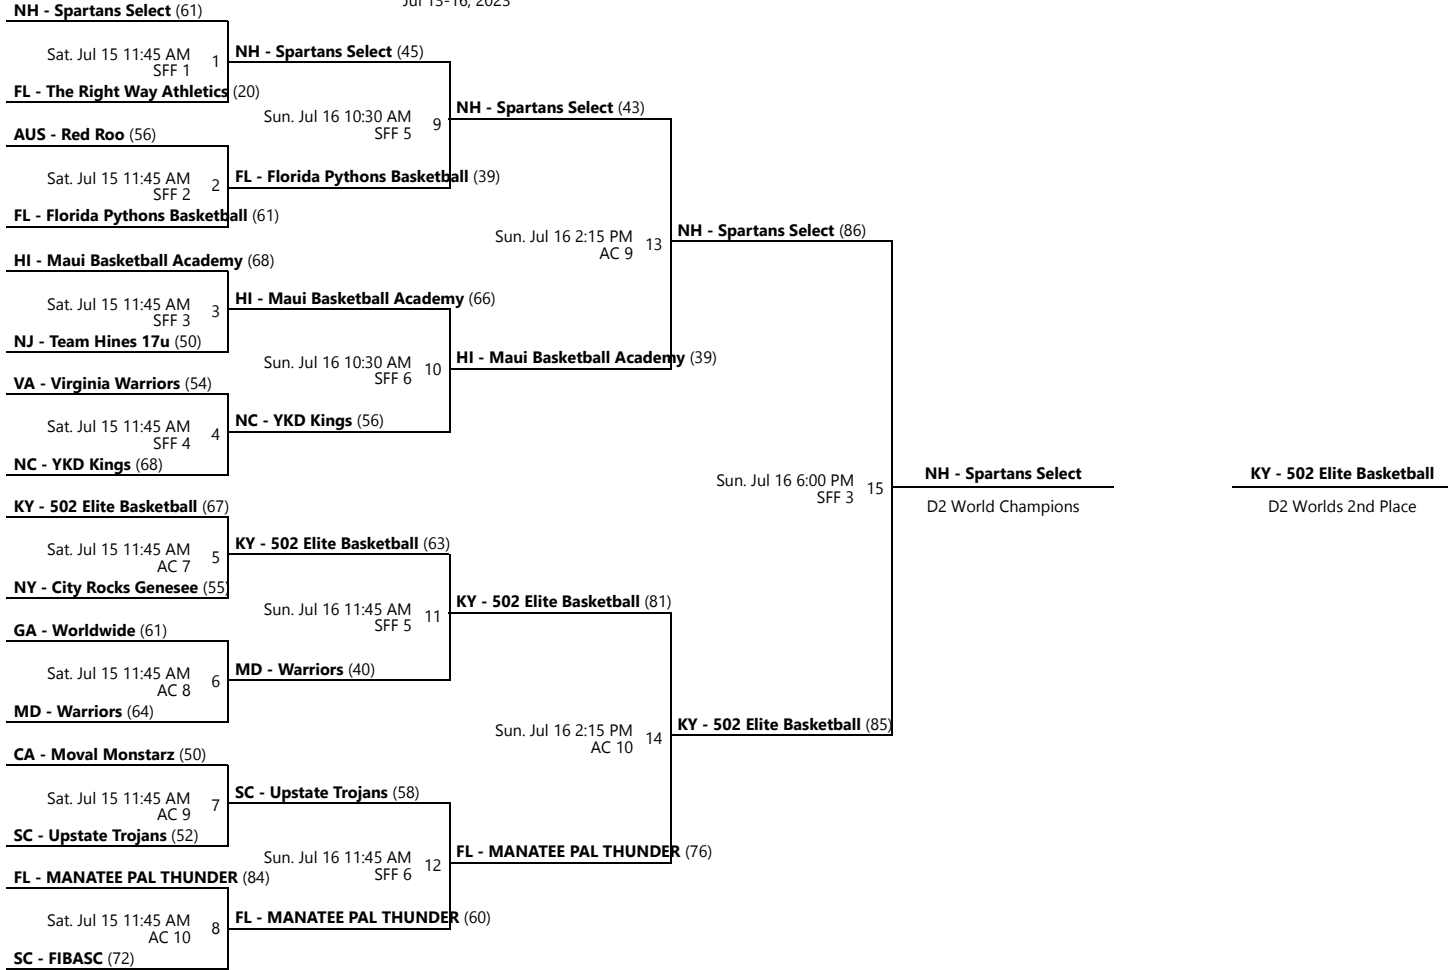 Jul 13-16, 2023
NH - Spartans Select (61)
Sat. Jul 15 11:45 AM
SFF 1
1
FL - The Right Way Athletics (20)
AUS - Red Roo (56)
Sat. Jul 15 11:45 AM
SFF 2
2
FL - Florida Pythons Basketball (61)
HI - Maui Basketball Academy (68)
Sat. Jul 15 11:45 AM
SFF 3
3
NJ - Team Hines 17u (50)
VA - Virginia Warriors (54)
Sat. Jul 15 11:45 AM
SFF 4
4
NC - YKD Kings (68)
KY - 502 Elite Basketball (67)
Sat. Jul 15 11:45 AM
AC 7
5
NY - City Rocks Genesee (55)
GA - Worldwide (61)
Sat. Jul 15 11:45 AM
AC 8
6
MD - Warriors (64)
CA - Moval Monstarz (50)
Sat. Jul 15 11:45 AM
AC 9
7
SC - Upstate Trojans (52)
FL - MANATEE PAL THUNDER (84)
Sat. Jul 15 11:45 AM
AC 10
8
SC - FIBASC (72)
NH - Spartans Select (45)
Sun. Jul 16 10:30 AM
SFF 5
9
FL - Florida Pythons Basketball (39)
HI - Maui Basketball Academy (66)
Sun. Jul 16 10:30 AM
SFF 6
10
NC - YKD Kings (56)
KY - 502 Elite Basketball (63)
Sun. Jul 16 11:45 AM
SFF 5
11
MD - Warriors (40)
SC - Upstate Trojans (58)
Sun. Jul 16 11:45 AM
SFF 6
12
FL - MANATEE PAL THUNDER (60)
NH - Spartans Select (43)
Sun. Jul 16 2:15 PM
AC 9
13
HI - Maui Basketball Academy (39)
KY - 502 Elite Basketball (81)
Sun. Jul 16 2:15 PM
AC 10
14
FL - MANATEE PAL THUNDER (76)
NH - Spartans Select (86)
Sun. Jul 16 6:00 PM
SFF 3
15
KY - 502 Elite Basketball (85)
NH - Spartans Select
D2 World Champions
KY - 502 Elite Basketball
D2 Worlds 2nd Place